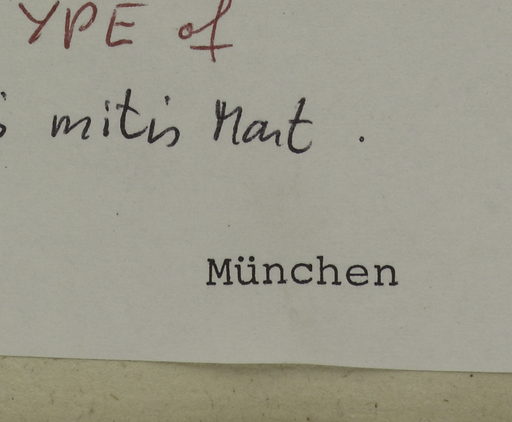 YPE of
s mitis Mart.
München